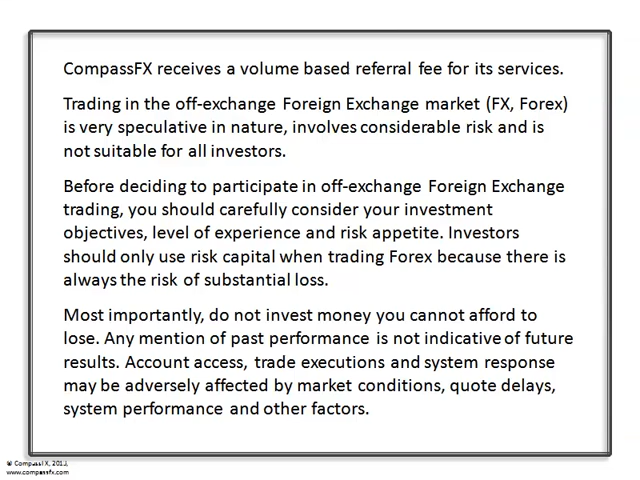 CompassFX receives a volume based referral fee for its services.
Trading in the off-exchange Foreign Exchange market (FX, Forex)
is very speculative in nature, involves considerable risk and is
not suitable for all investors.
Before deciding to participate in off-exchange Foreign Exchange
trading, you should carefully consider your investment
objectives, level of experience and risk appetite. Investors
should only use risk capital when trading Forex because there is
always the risk of substantial loss.
Most importantly, do not invest money you cannot afford to
lose. Any mention of past performance is not indicative of future
results. Account access, trade executions and system response
may be adversely affected by market conditions, quote delays,
system performance and other factors.
© CompassFX,
www.compassfx.com